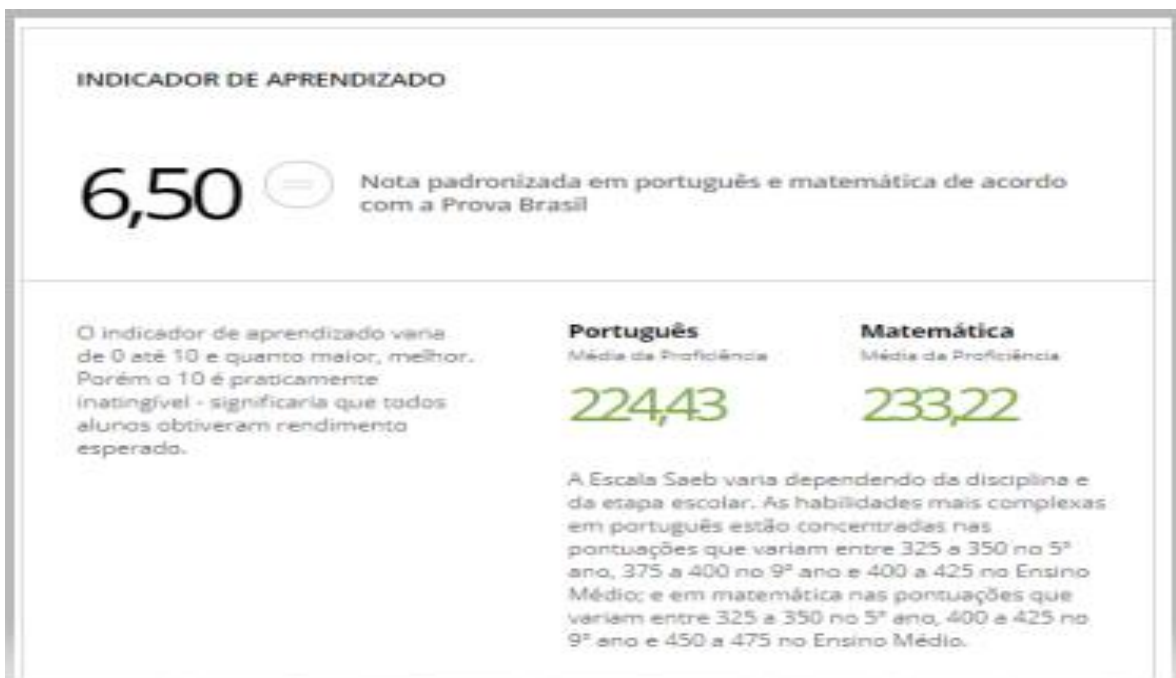 INDICADOR DE APRENDIZADO
6,50 = Nota padronizada em português e matemática de acordo
com a Prova Brasil
O indicador de aprendizado varia
de 0 até 10 e quanto maior, melhor.
Porém o 10 é praticamente
inatingível - significaria que todos
alunos obtiveram rendimento
esperado.
Português
Média da Proficiência
224,43
Matemática
Média da Proficiência
233,22
A Escala Saeb varia dependendo da disciplina e
da etapa escolar. As habilidades mais complexas
em português estão concentradas nas
pontuações que variam entre 325 a 350 no 5º
ano, 375 a 400 no 9º ano e 400 a 425 no Ensino
Médio; e em matemática nas pontuações que
variam entre 325 a 350 no 5º ano, 400 a 425 no
9º ano e 450 a 475 no Ensino Médio.